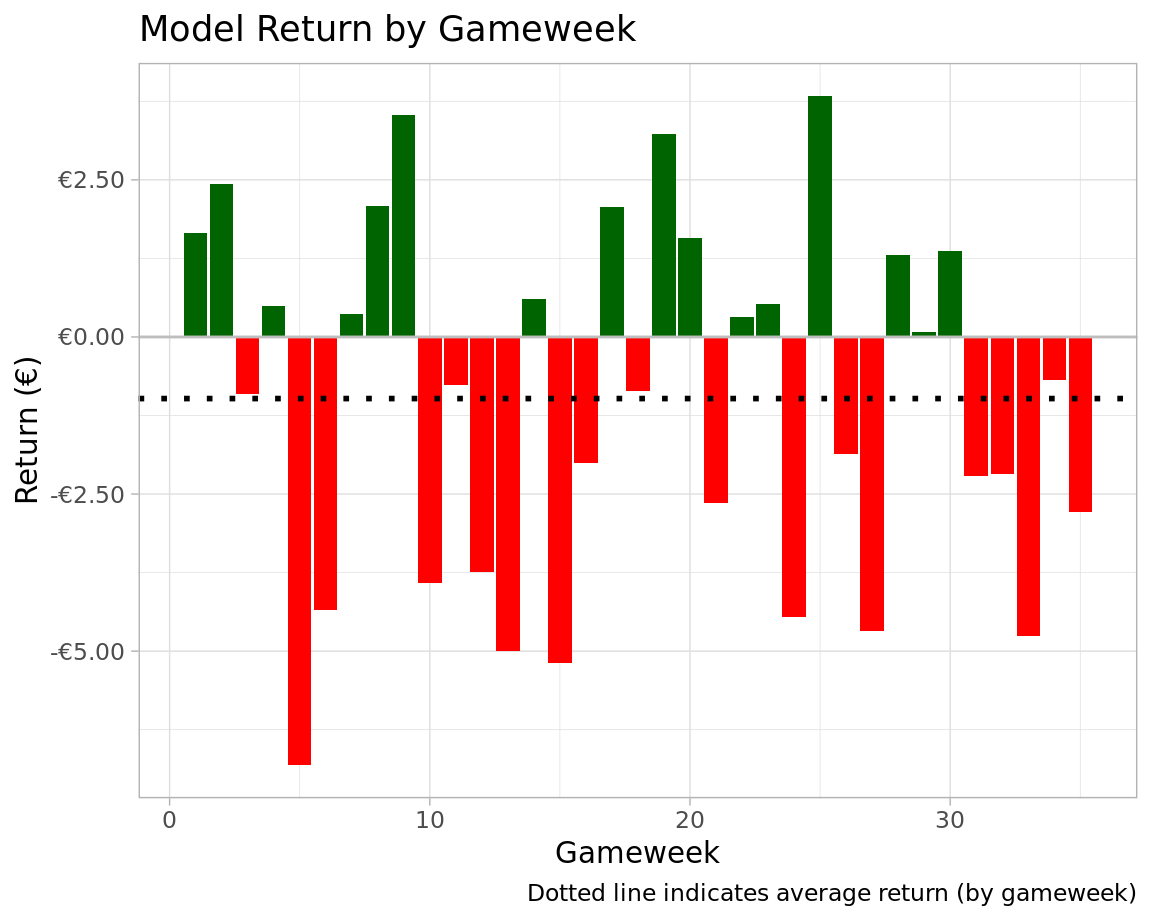 Model Return by Gameweek
Return (€)
€2.50
€0.00
-€2.50
-€5.00
0 10 20 30
Gameweek
Dotted line indicates average return (by gameweek)